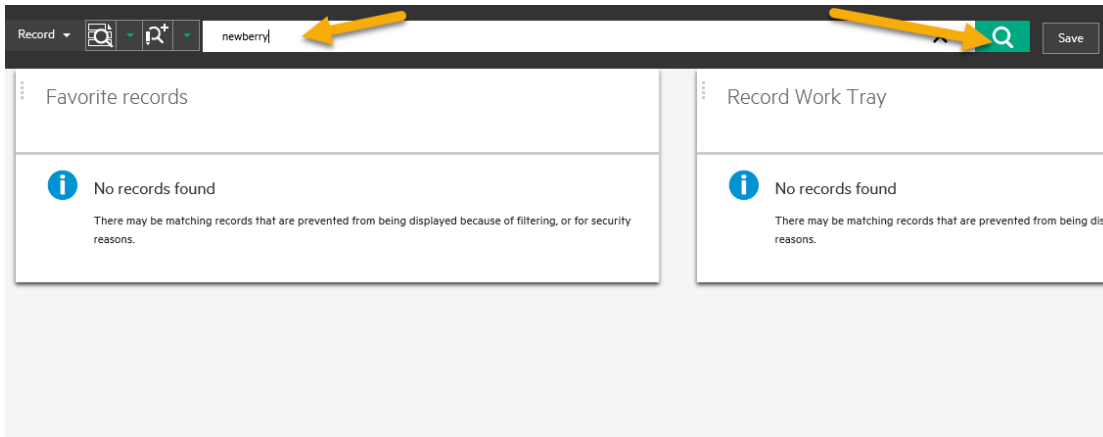 Record
newberry
Save
Favorite records
Record Work Tray
No records found
There may be matching records that are prevented from being displayed because of filtering, or for security
reasons.
No records found
There may be matching records that are prevented from being dis
reasons.